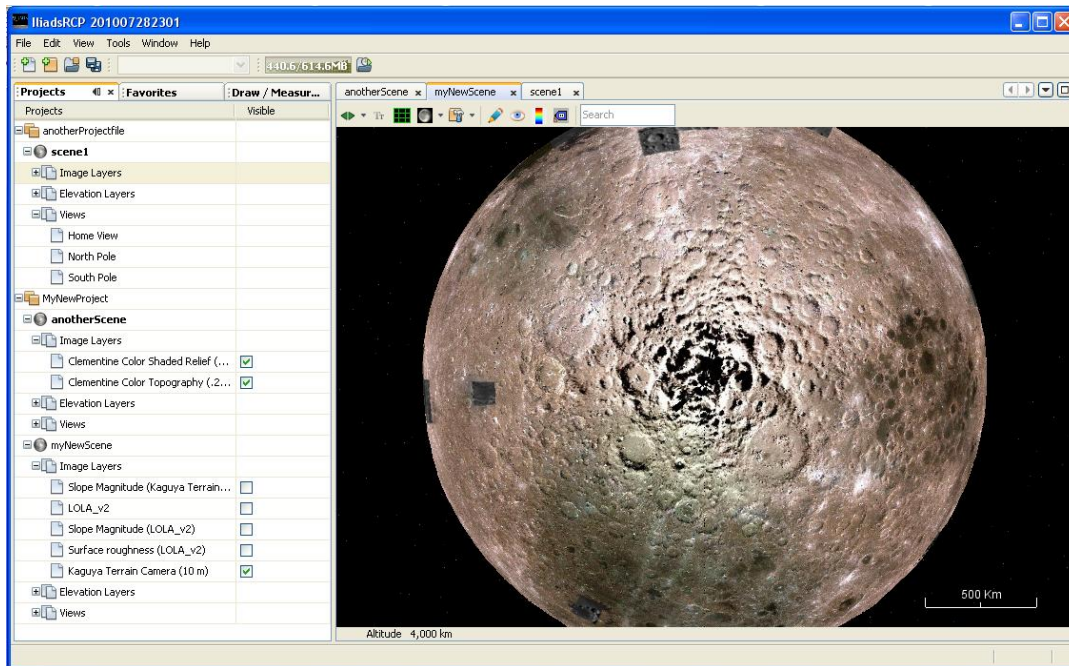 IliadsRCP 201007282301
File Edit View Tools Window Help
440.6/614.6MB
Projects Favorites Draw / Measur...
Projects Visible
anotherProjectfile
scene1
Image Layers
Elevation Layers
Views
Home View
North Pole
South Pole
MyNewProject
anotherScene
Image Layers
Clementine Color Shaded Relief (...
Clementine Color Topography (.2...
Elevation Layers
Views
myNewScene
Image Layers
Slope Magnitude (Kaguya Terrain...
LOLA_v2
Slope Magnitude (LOLA_v2)
Surface roughness (LOLA_v2)
Kaguya Terrain Camera (10 m)
Elevation Layers
Views
anotherScene myNewScene scene1
Tr Search
500 Km
Altitude 4,000 km